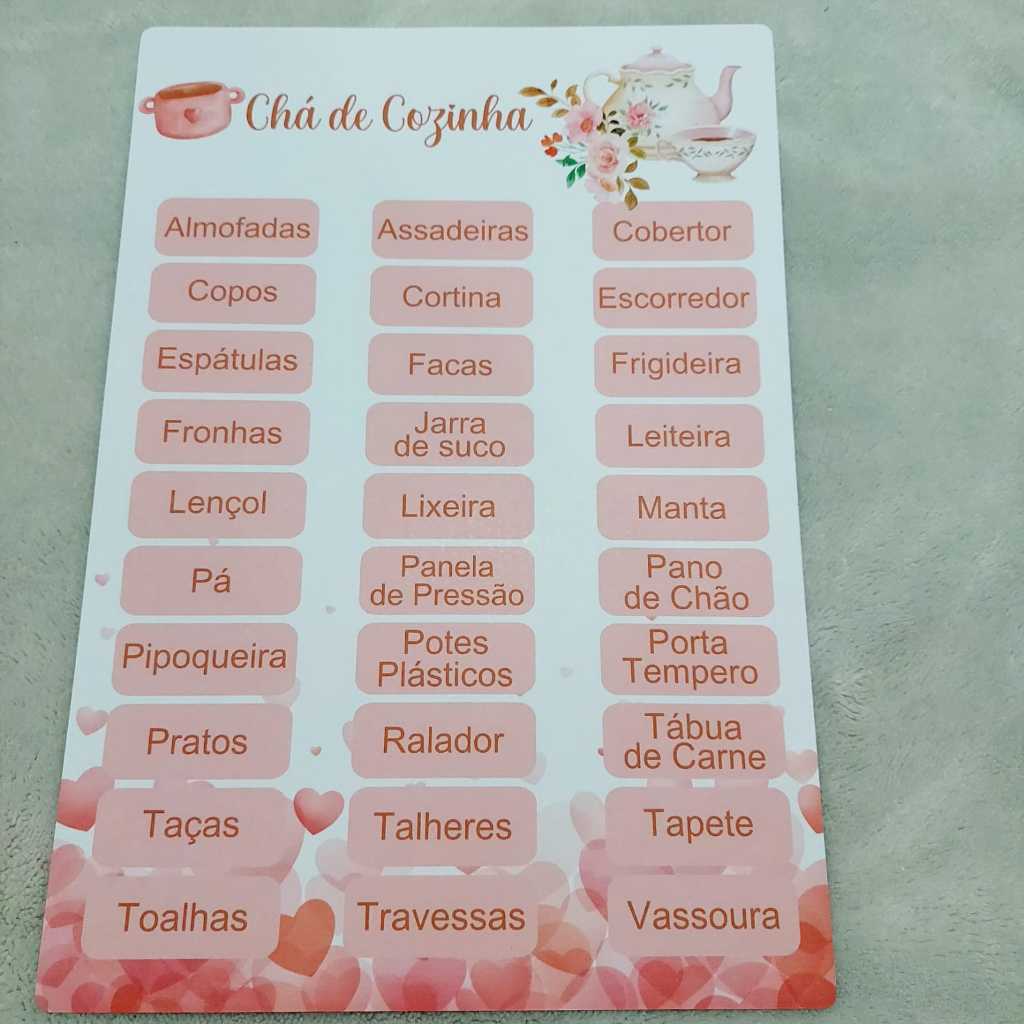 Chá de Cozinha
Almofadas
Assadeiras
Cobertor
Copos
Cortina
Escorredor
Espátulas
Facas
Frigideira
Fronhas
Jarra
de suco
Leiteira
Lençol
Lixeira
Manta
Pá
Panela
de Pressão
Pano
de Chão
Pipoqueira
Potes
Plásticos
Porta
Tempero
Pratos
Ralador
Tábua
de Carne
Taças
Talheres
Tapete
Toalhas
Travessas
Vassoura